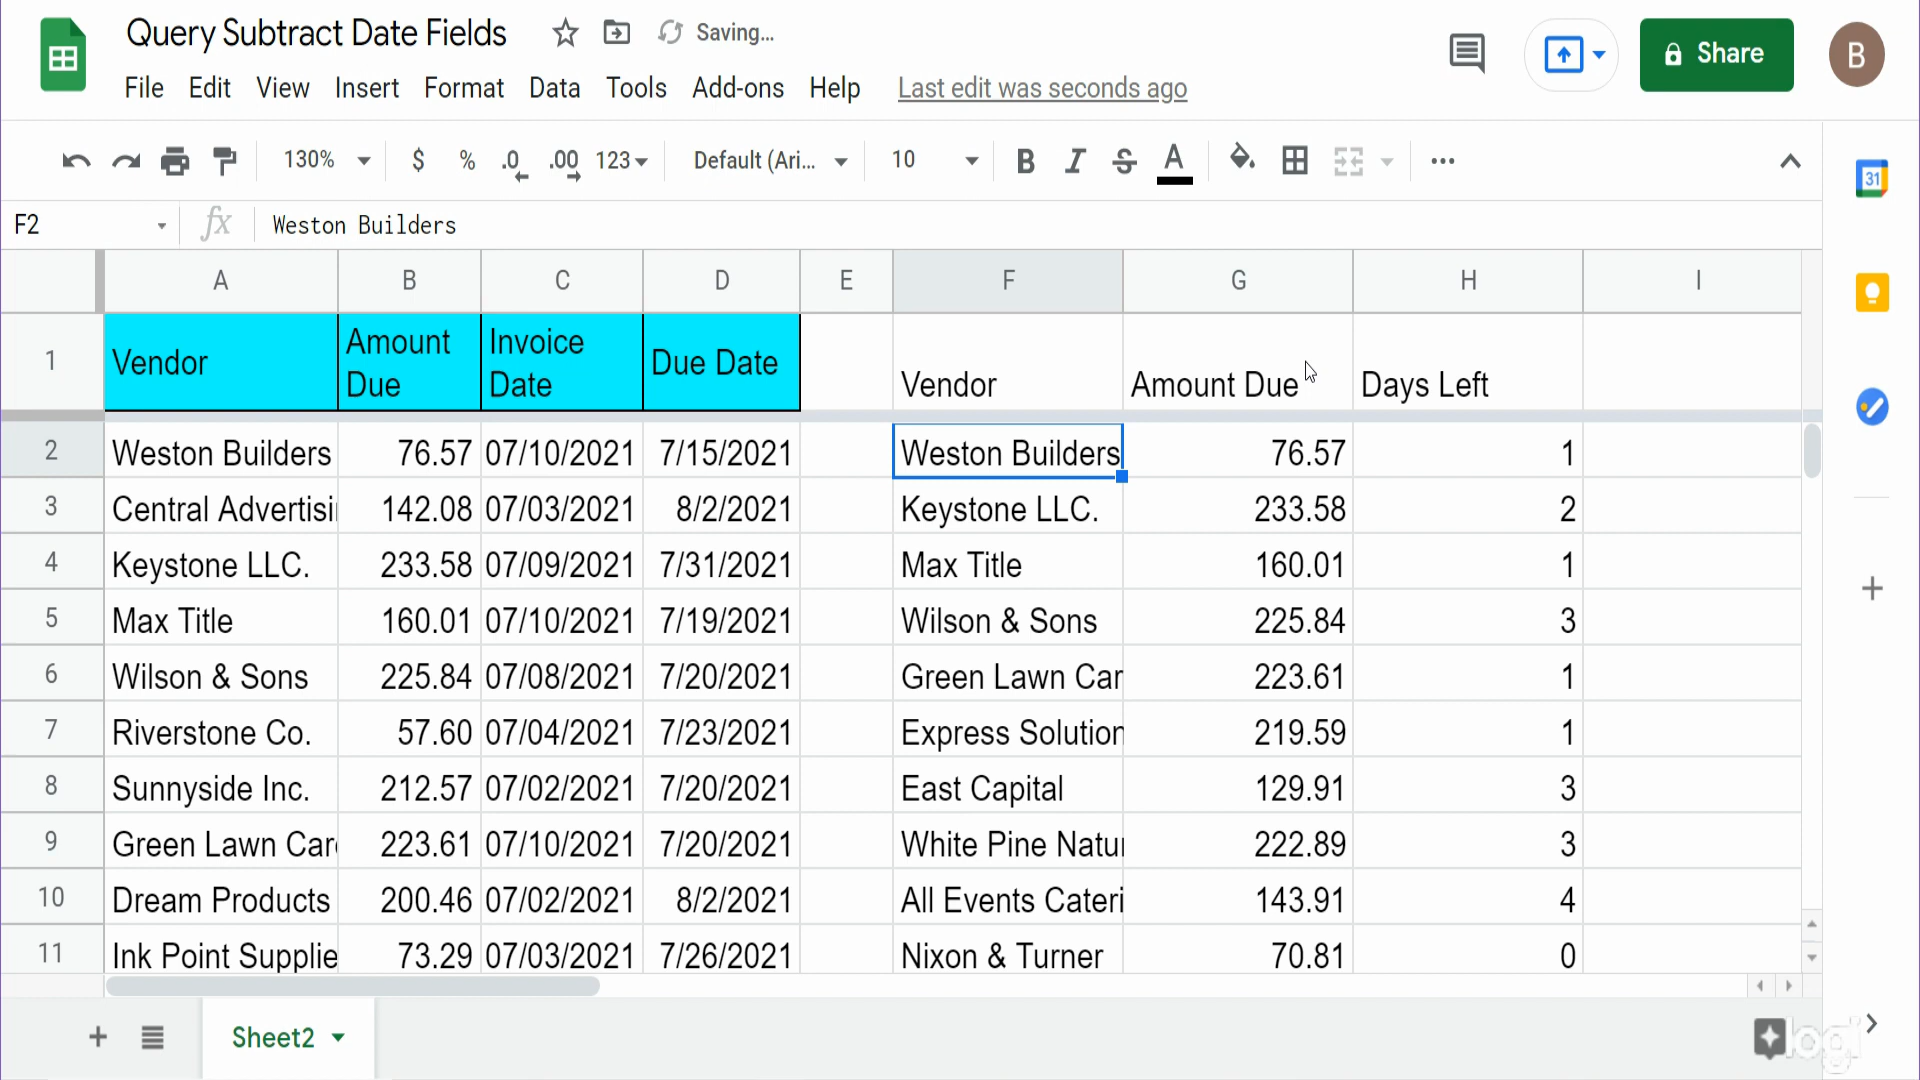 Query Subtract Date Fields
Saving...
File Edit View Insert Format Data Tools Add-ons Help Last edit was seconds ago
Share
B
130% $ % .0 .00 123 Default (Ari... 10 B I S A
31
F2 fx Weston Builders
A B C D E F G H I
1 Vendor Amount Due Invoice Date Due Date Vendor Amount Due Days Left
2 Weston Builders 76.57 07/10/2021 7/15/2021 Weston Builders 76.57 1
3 Central Advertisi 142.08 07/03/2021 8/2/2021 Keystone LLC. 233.58 2
4 Keystone LLC. 233.58 07/09/2021 7/31/2021 Max Title 160.01 1
5 Max Title 160.01 07/10/2021 7/19/2021 Wilson & Sons 225.84 3
6 Wilson & Sons 225.84 07/08/2021 7/20/2021 Green Lawn Car 223.61 1
7 Riverstone Co. 57.60 07/04/2021 7/23/2021 Express Solution 219.59 1
8 Sunnyside Inc. 212.57 07/02/2021 7/20/2021 East Capital 129.91 3
9 Green Lawn Car 223.61 07/10/2021 7/20/2021 White Pine Natu 222.89 3
10 Dream Products 200.46 07/02/2021 8/2/2021 All Events Cateri 143.91 4
11 Ink Point Supplie 73.29 07/03/2021 7/26/2021 Nixon & Turner 70.81 0
Sheet2
logi